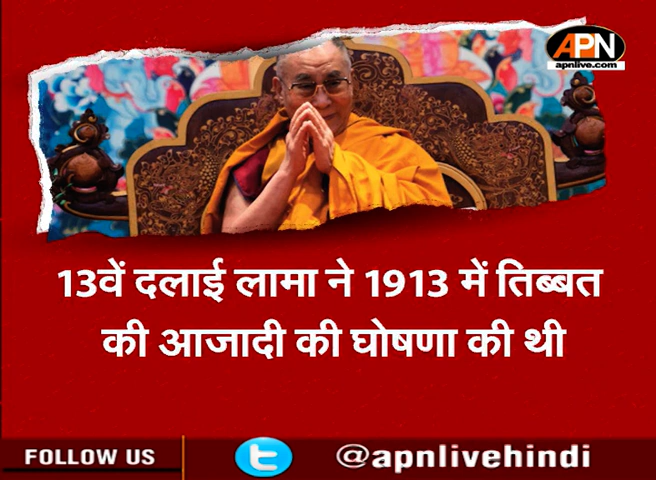 APN
apnlive.com
13वें दलाई लामा ने 1913 में तिब्बत
की आजादी की घोषणा की थी
FOLLOW US
@apnlivehindi